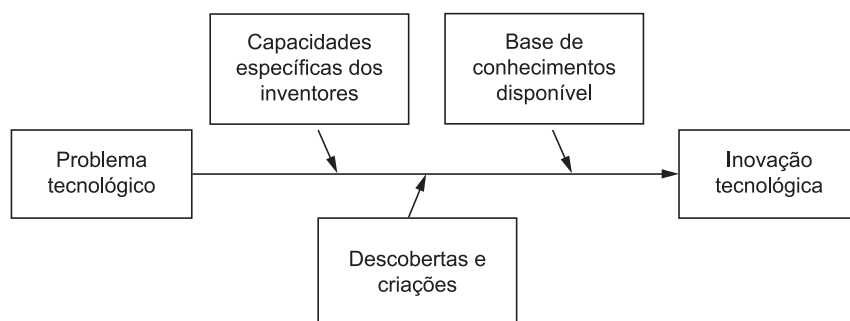 Capacidades
específicas dos
inventores
Base de
conhecimentos
disponível
Problema
tecnológico
Inovação
tecnológica
Descobertas e
criações